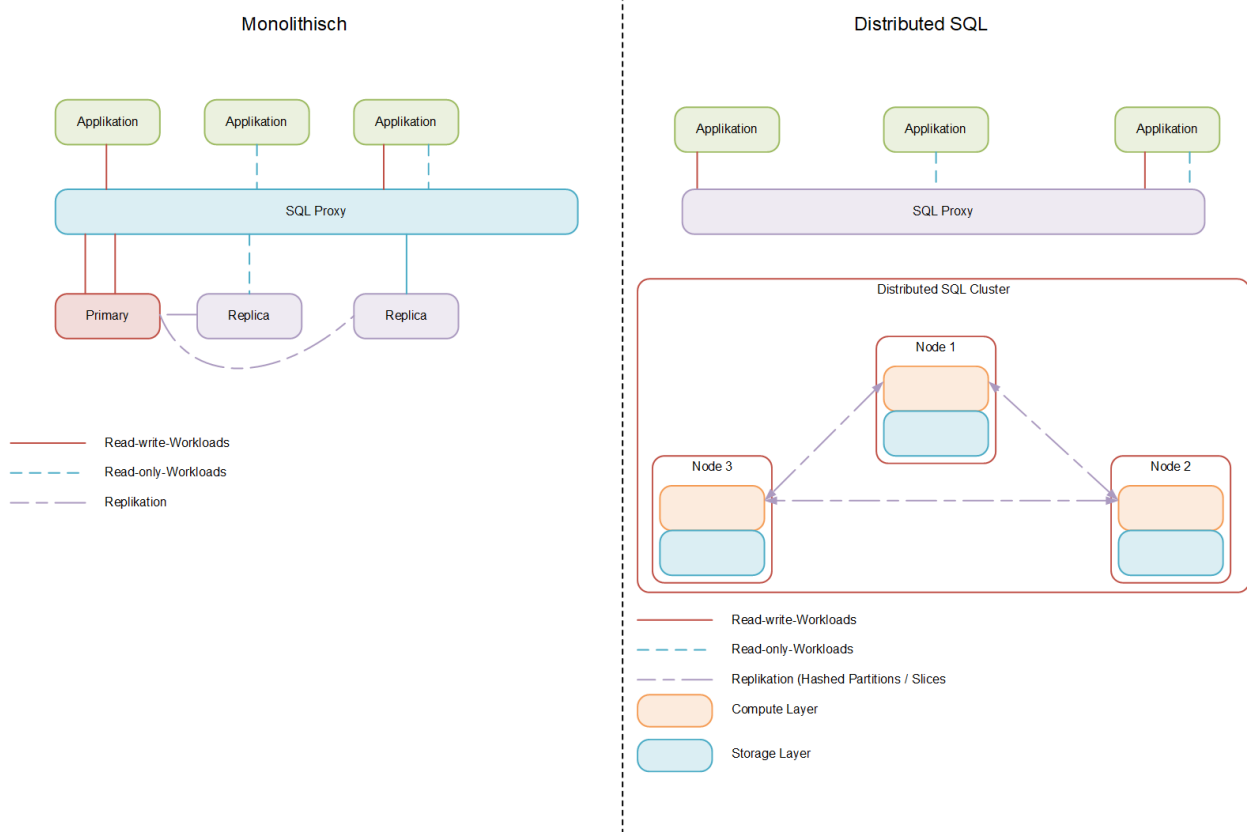 Monolithisch
Applikation
Applikation
Applikation
SQL Proxy
Primary
Replica
Replica
Read-write-Workloads
Read-only-Workloads
Replikation
Distributed SQL
Applikation
Applikation
Applikation
SQL Proxy
Distributed SQL Cluster
Node 1
Node 3
Node 2
Read-write-Workloads
Read-only-Workloads
Replikation (Hashed Partitions / Slices
Compute Layer
Storage Layer